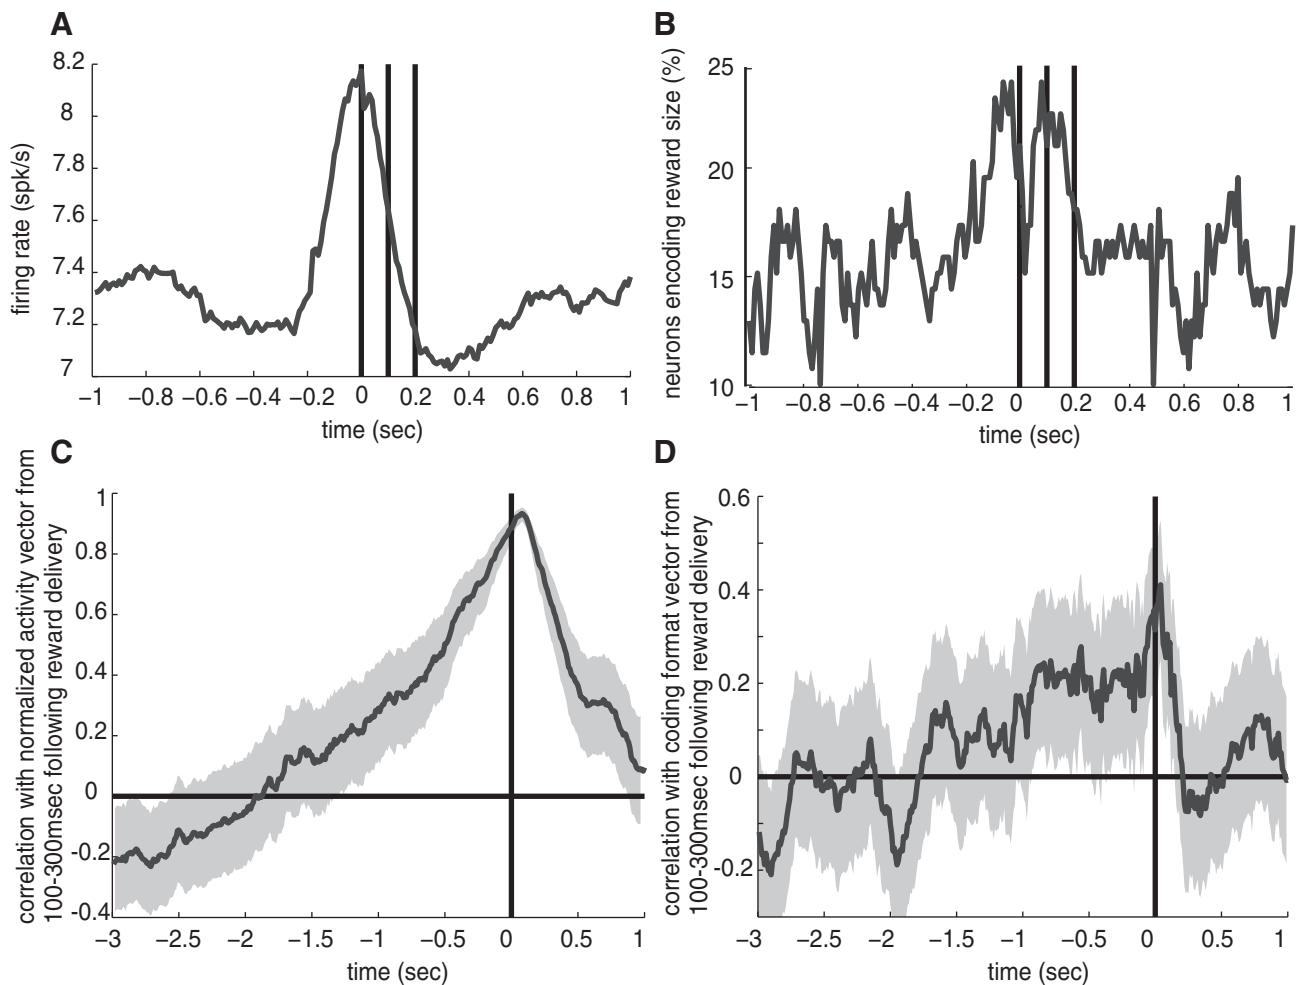 A
8.2
8
7.8
7.6
7.4
7.2
7
firing rate (spk/s)
−1 −0.8 −0.6 −0.4 −0.2 0 0.2 0.4 0.6 0.8 1
time (sec)
B
25
20
15
10
neurons encoding reward size (%)
−1 −0.8 −0.6 −0.4 −0.2 0 0.2 0.4 0.6 0.8 1
time (sec)
C
1
0.8
0.6
0.4
0.2
0
-0.2
-0.4
correlation with normalized activity vector from
100-300msec following reward delivery
−3 −2.5 −2 −1.5 −1 −0.5 0 0.5 1
time (sec)
D
0.6
0.4
0.2
0
-0.2
correlation with coding format vector from
100-300msec following reward delivery
−3 −2.5 −2 −1.5 −1 −0.5 0 0.5 1
time (sec)